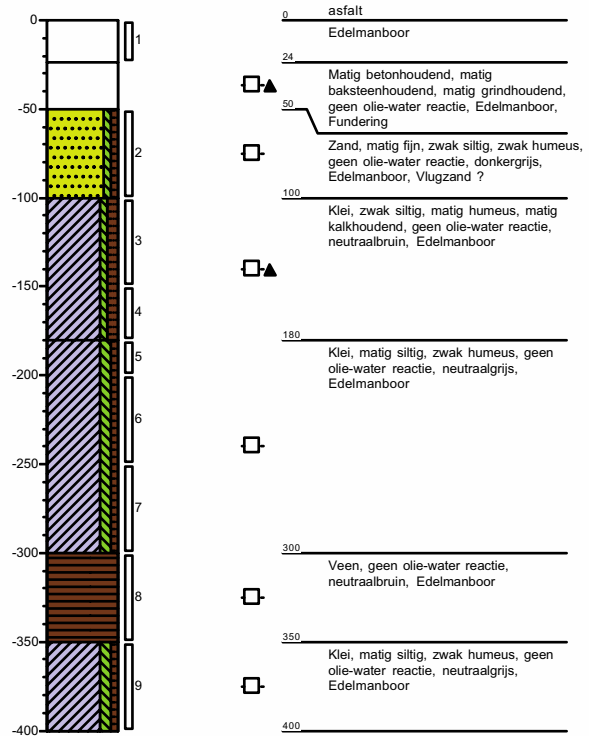 0
-50
-100
-150
-200
-250
-300
-350
-400
1
2
3
4
5
6
7
8
9
0
asfalt
Edelmanboor
24
Matig betonhoudend, matig
baksteenhoudend, matig grindhoudend,
geen olie-water reactie, Edelmanboor,
Fundering
50
Zand, matig fijn, zwak siltig, zwak humeus,
geen olie-water reactie, donkergrijs,
Edelmanboor, Vlugzand ?
100
Klei, zwak siltig, matig humeus, matig
kalkhoudend, geen olie-water reactie,
neutraalbruin, Edelmanboor
180
Klei, matig siltig, zwak humeus, geen
olie-water reactie, neutraalgrijs,
Edelmanboor
300
Veen, geen olie-water reactie,
neutraalbruin, Edelmanboor
350
Klei, matig siltig, zwak humeus, geen
olie-water reactie, neutraalgrijs,
Edelmanboor
400